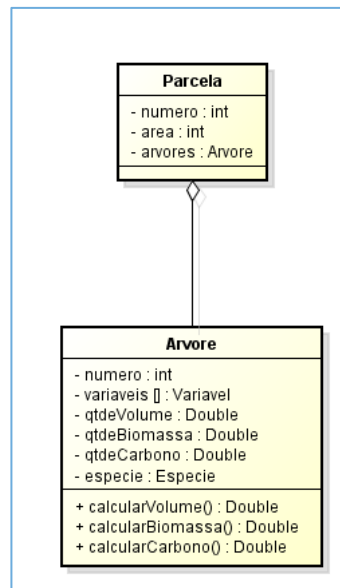 Parcela
- numero : int
- area : int
- arvores : Arvore
Arvore
- numero : int
- variaveis [] : Variavel
- qtdeVolume : Double
- qtdeBiomassa : Double
- qtdeCarbono : Double
- especie : Especie
+ calcularVolume() : Double
+ calcularBiomassa() : Double
+ calcularCarbono() : Double